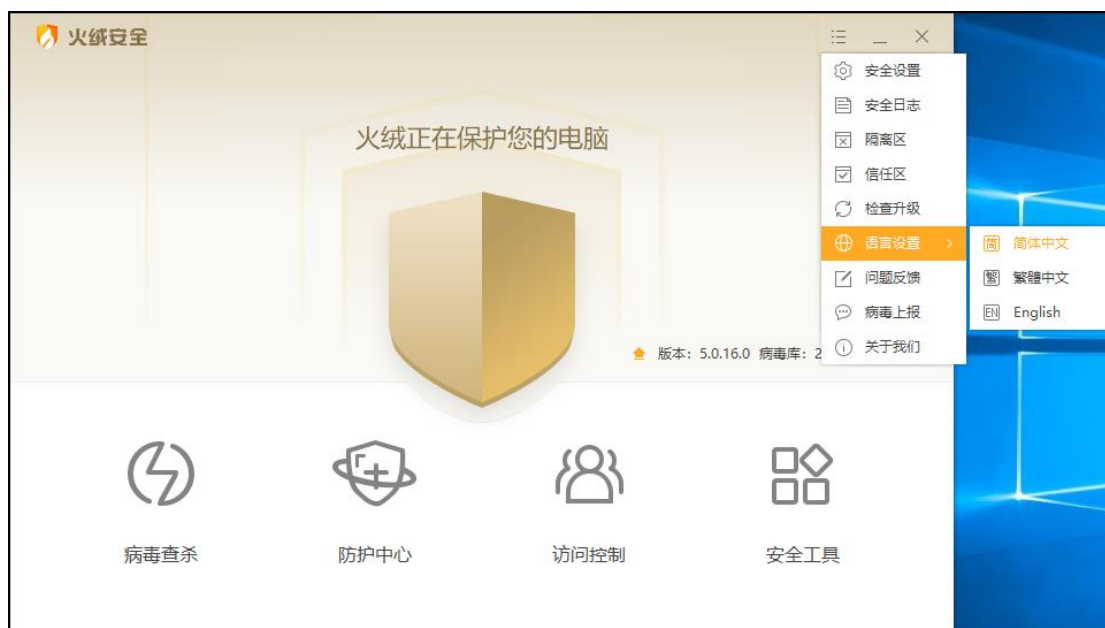 火绒安全
安全设置
安全日志
隔离区
信任区
检查升级
语言设置
简 简体中文
繁 繁體中文
EN English
问题反馈
病毒上报
关于我们
火绒正在保护您的电脑
版本: 5.0.16.0 病毒库: 2
病毒查杀
防护中心
访问控制
安全工具